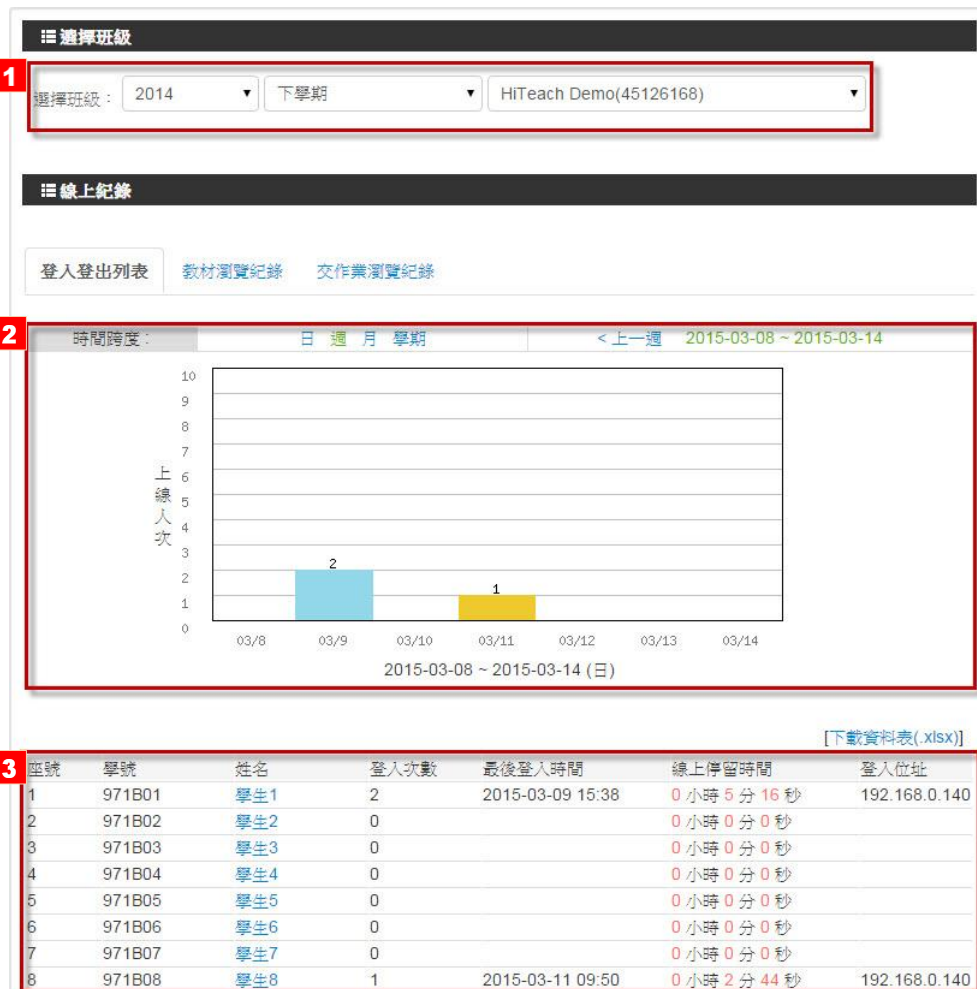 選擇班級
1
選擇班級： 2014 下學期 HiTeach Demo(45126168)
線上紀錄
登入登出列表 教材瀏覽紀錄 交作業瀏覽紀錄
2
時間跨度： 日 週 月 學期 < 上一週 2015-03-08 ~ 2015-03-14
上線人次
10
9
8
7
6
5
4
3
2
1
0
2
1
03/8 03/9 03/10 03/11 03/12 03/13 03/14
2015-03-08 ~ 2015-03-14 (日)
[下載資料表(.xlsx)]
3
座號 學號 姓名 登入次數 最後登入時間 線上停留時間 登入位址
1 971B01 學生1 2 2015-03-09 15:38 0 小時 5 分 16 秒 192.168.0.140
2 971B02 學生2 0 0 小時 0 分 0 秒
3 971B03 學生3 0 0 小時 0 分 0 秒
4 971B04 學生4 0 0 小時 0 分 0 秒
5 971B05 學生5 0 0 小時 0 分 0 秒
6 971B06 學生6 0 0 小時 0 分 0 秒
7 971B07 學生7 0 0 小時 0 分 0 秒
8 971B08 學生8 1 2015-03-11 09:50 0 小時 2 分 44 秒 192.168.0.140